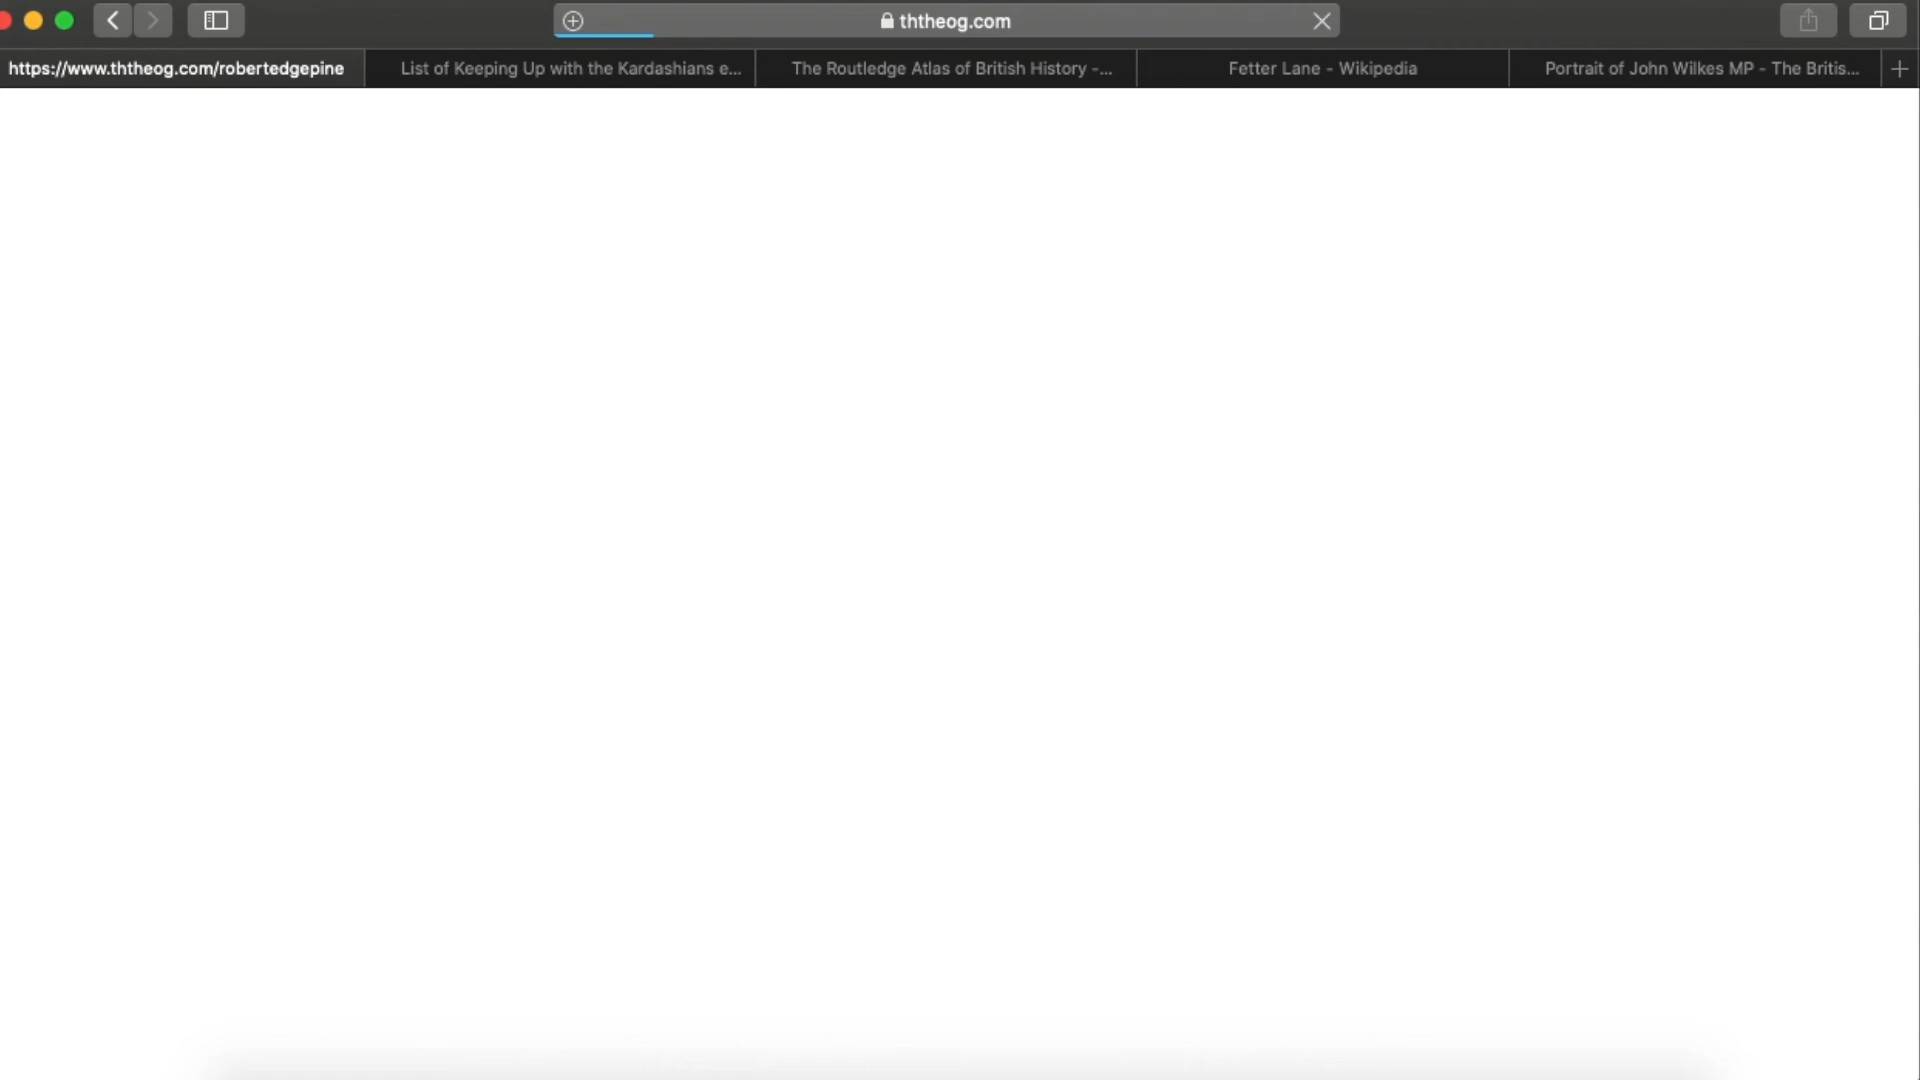 ththeog.com
https://www.ththeog.com/robertedgepine
List of Keeping Up with the Kardashians e...
The Routledge Atlas of British History -...
Fetter Lane - Wikipedia
Portrait of John Wilkes MP - The Britis...